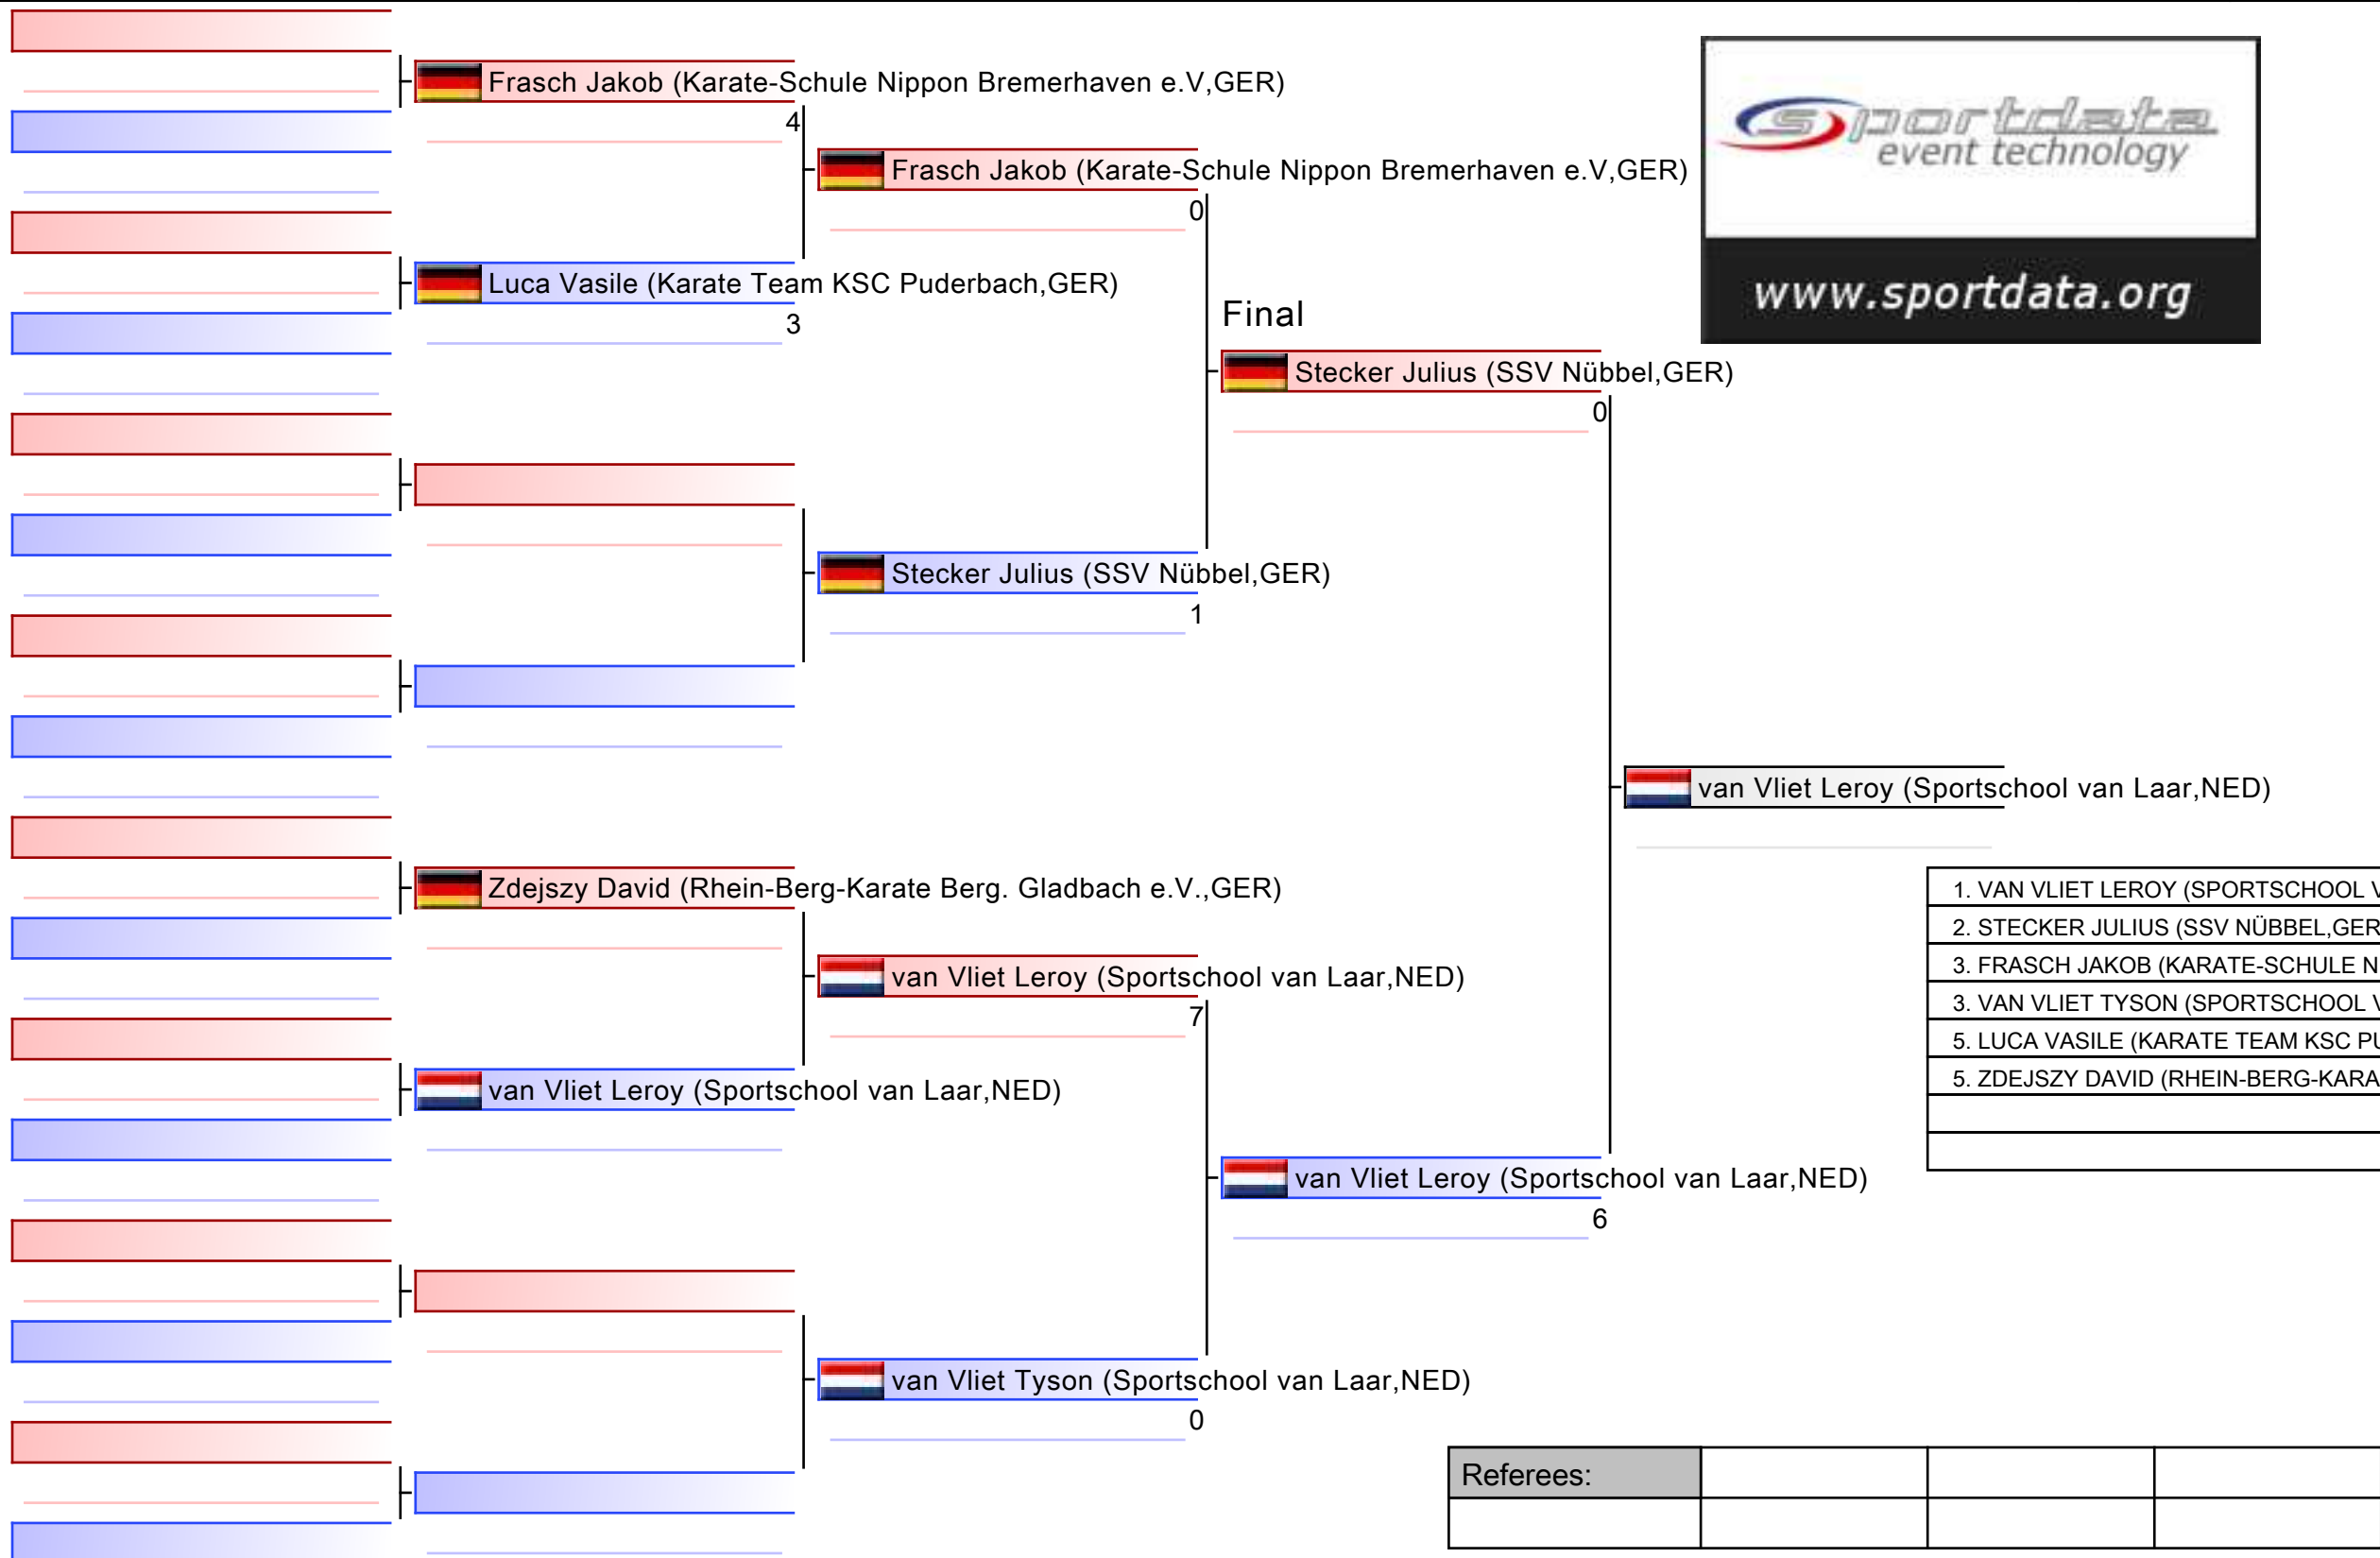 Frasch Jakob (Karate-Schule Nippon Bremerhaven e.V,GER)
4
Luca Vasile (Karate Team KSC Puderbach,GER)
3
Zdejszy David (Rhein-Berg-Karate Berg. Gladbach e.V.,GER)
van Vliet Leroy (Sportschool van Laar,NED)
Frasch Jakob (Karate-Schule Nippon Bremerhaven e.V,GER)
0
Stecker Julius (SSV Nübbel,GER)
1
van Vliet Leroy (Sportschool van Laar,NED)
7
van Vliet Tyson (Sportschool van Laar,NED)
0
Final
Stecker Julius (SSV Nübbel,GER)
0
van Vliet Leroy (Sportschool van Laar,NED)
6
van Vliet Leroy (Sportschool van Laar,NED)
sportdata
event technology
www.sportdata.org
1. VAN VLIET LEROY (SPORTSCHOOL V
2. STECKER JULIUS (SSV NÜBBEL,GER
3. FRASCH JAKOB (KARATE-SCHULE N
3. VAN VLIET TYSON (SPORTSCHOOL V
5. LUCA VASILE (KARATE TEAM KSC PU
5. ZDEJSZY DAVID (RHEIN-BERG-KARA
Referees: